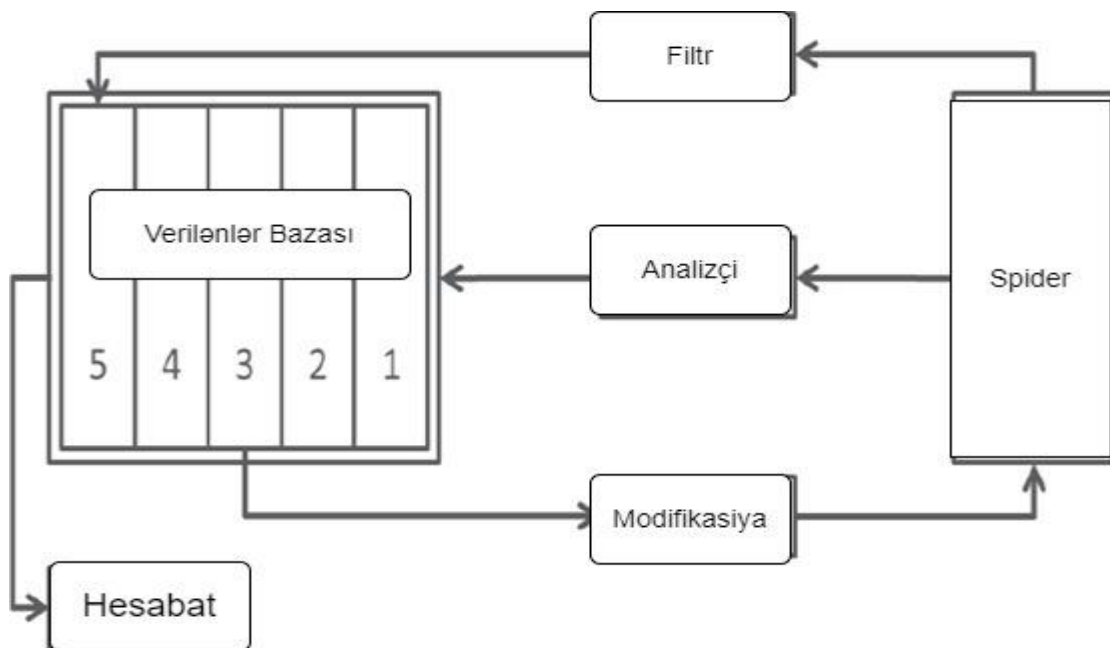 Filtr
Verilənlər Bazası
Analizçi
Spider
5 4 3 2 1
Modifikasiya
Hesabat